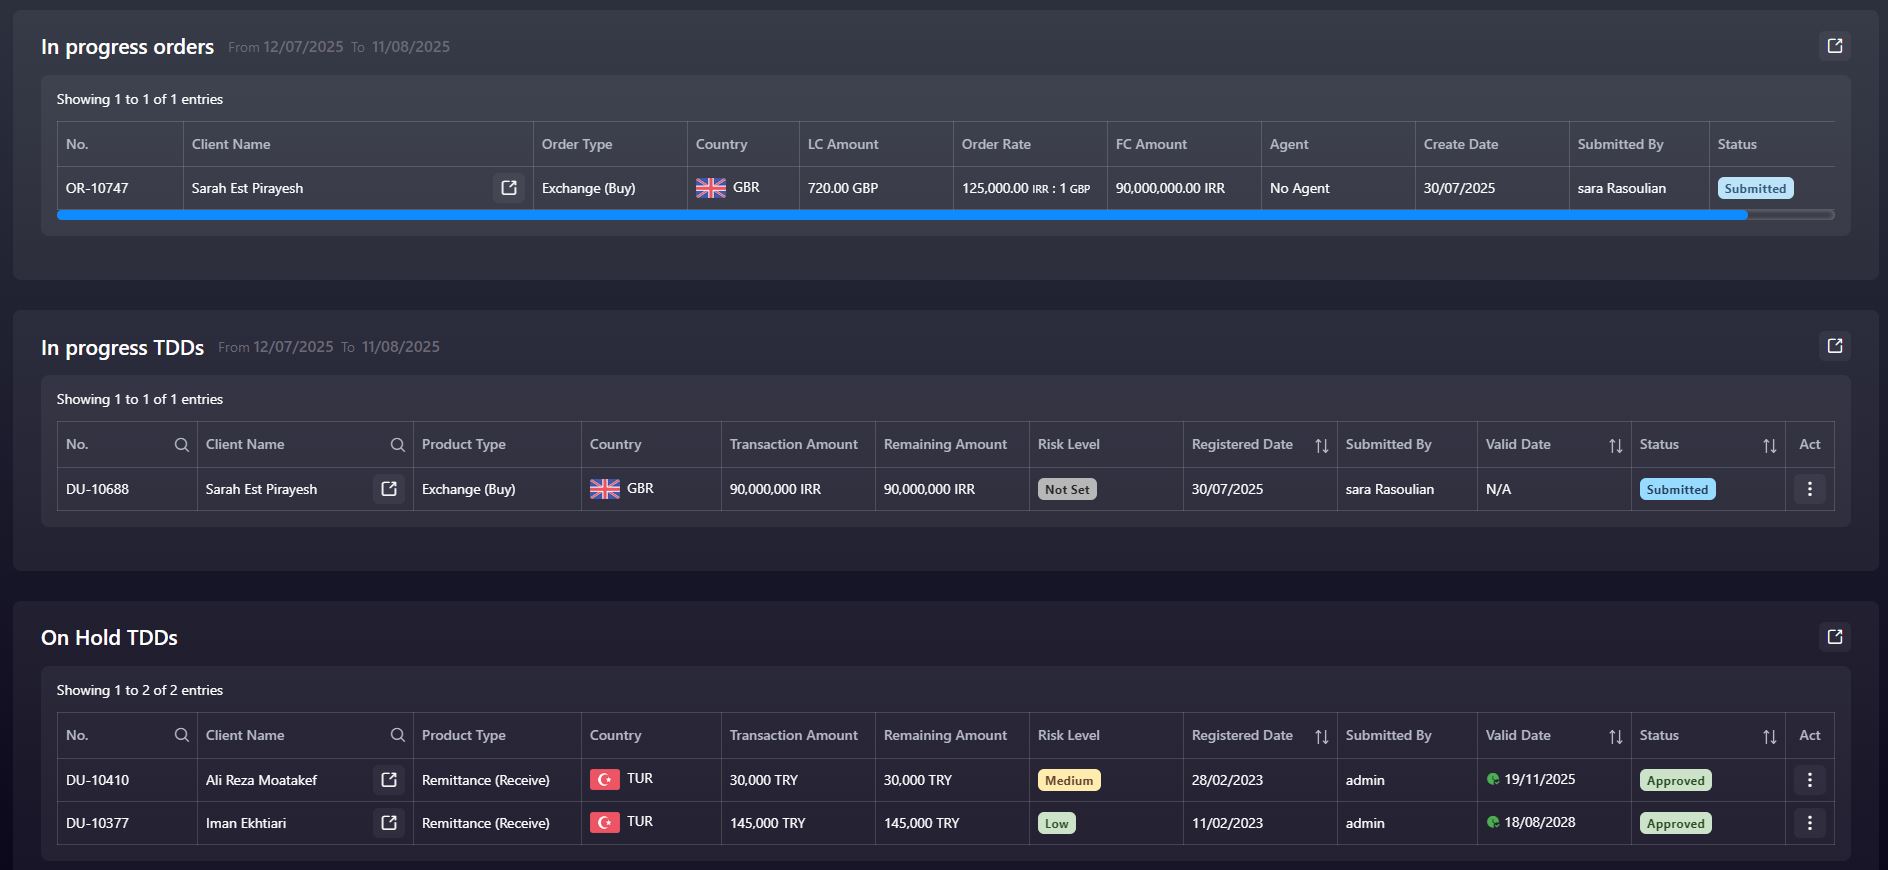 In progress orders From 12/07/2025 To 11/08/2025
Showing 1 to 1 of 1 entries
No. Client Name Order Type Country LC Amount Order Rate FC Amount Agent Create Date Submitted By Status
OR-10747 Sarah Est Pirayesh Exchange (Buy) GBR 720.00 GBP 125,000.00 IRR : 1 GBP 90,000,000.00 IRR No Agent 30/07/2025 sara Rasoulian Submitted
In progress TDDs From 12/07/2025 To 11/08/2025
Showing 1 to 1 of 1 entries
No. Client Name Product Type Country Transaction Amount Remaining Amount Risk Level Registered Date Submitted By Valid Date Status Act
DU-10688 Sarah Est Pirayesh Exchange (Buy) GBR 90,000,000 IRR 90,000,000 IRR Not Set 30/07/2025 sara Rasoulian N/A Submitted
On Hold TDDs
Showing 1 to 2 of 2 entries
No. Client Name Product Type Country Transaction Amount Remaining Amount Risk Level Registered Date Submitted By Valid Date Status Act
DU-10410 Ali Reza Moatakef Remittance (Receive) TUR 30,000 TRY 30,000 TRY Medium 28/02/2023 admin 19/11/2025 Approved
DU-10377 Iman Ekhtiari Remittance (Receive) TUR 145,000 TRY 145,000 TRY Low 11/02/2023 admin 18/08/2028 Approved